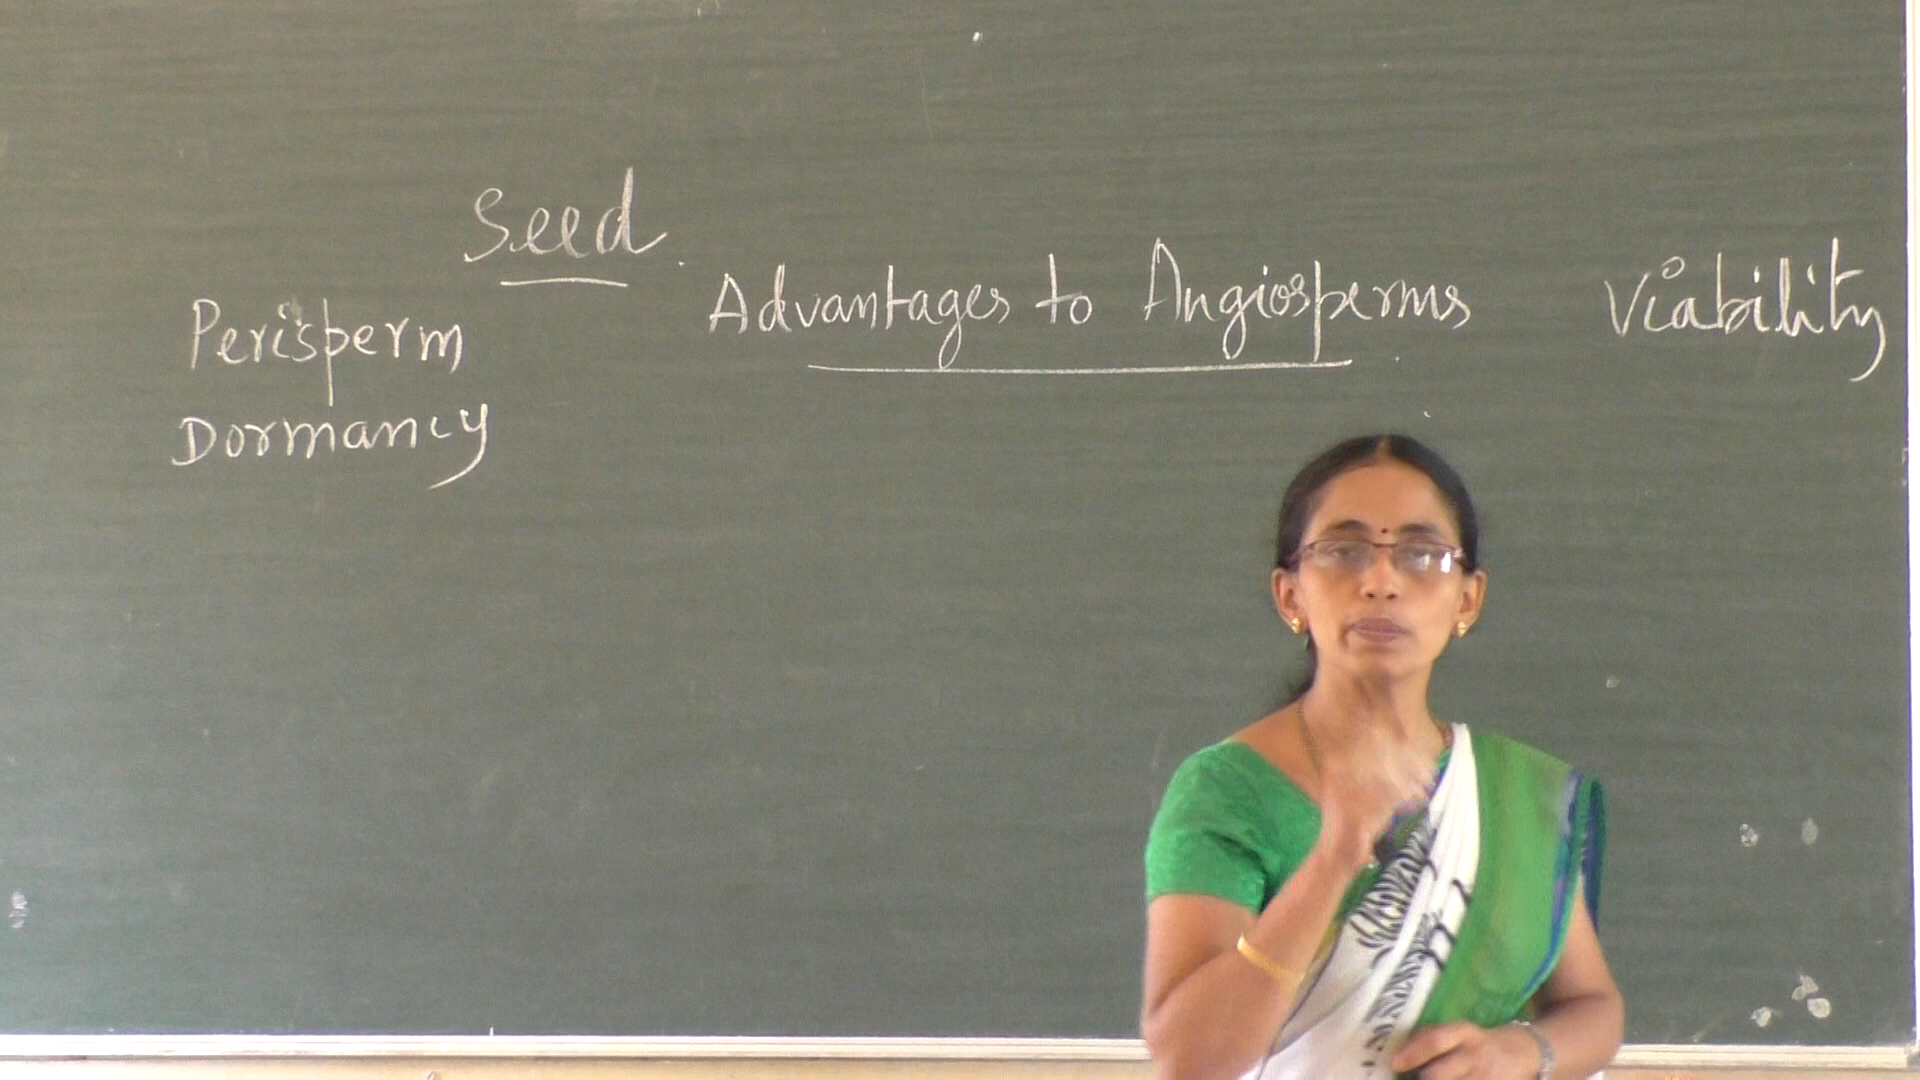 Seed.
Perisperm
Dormancy
Advantages to Angiosperms
Viability